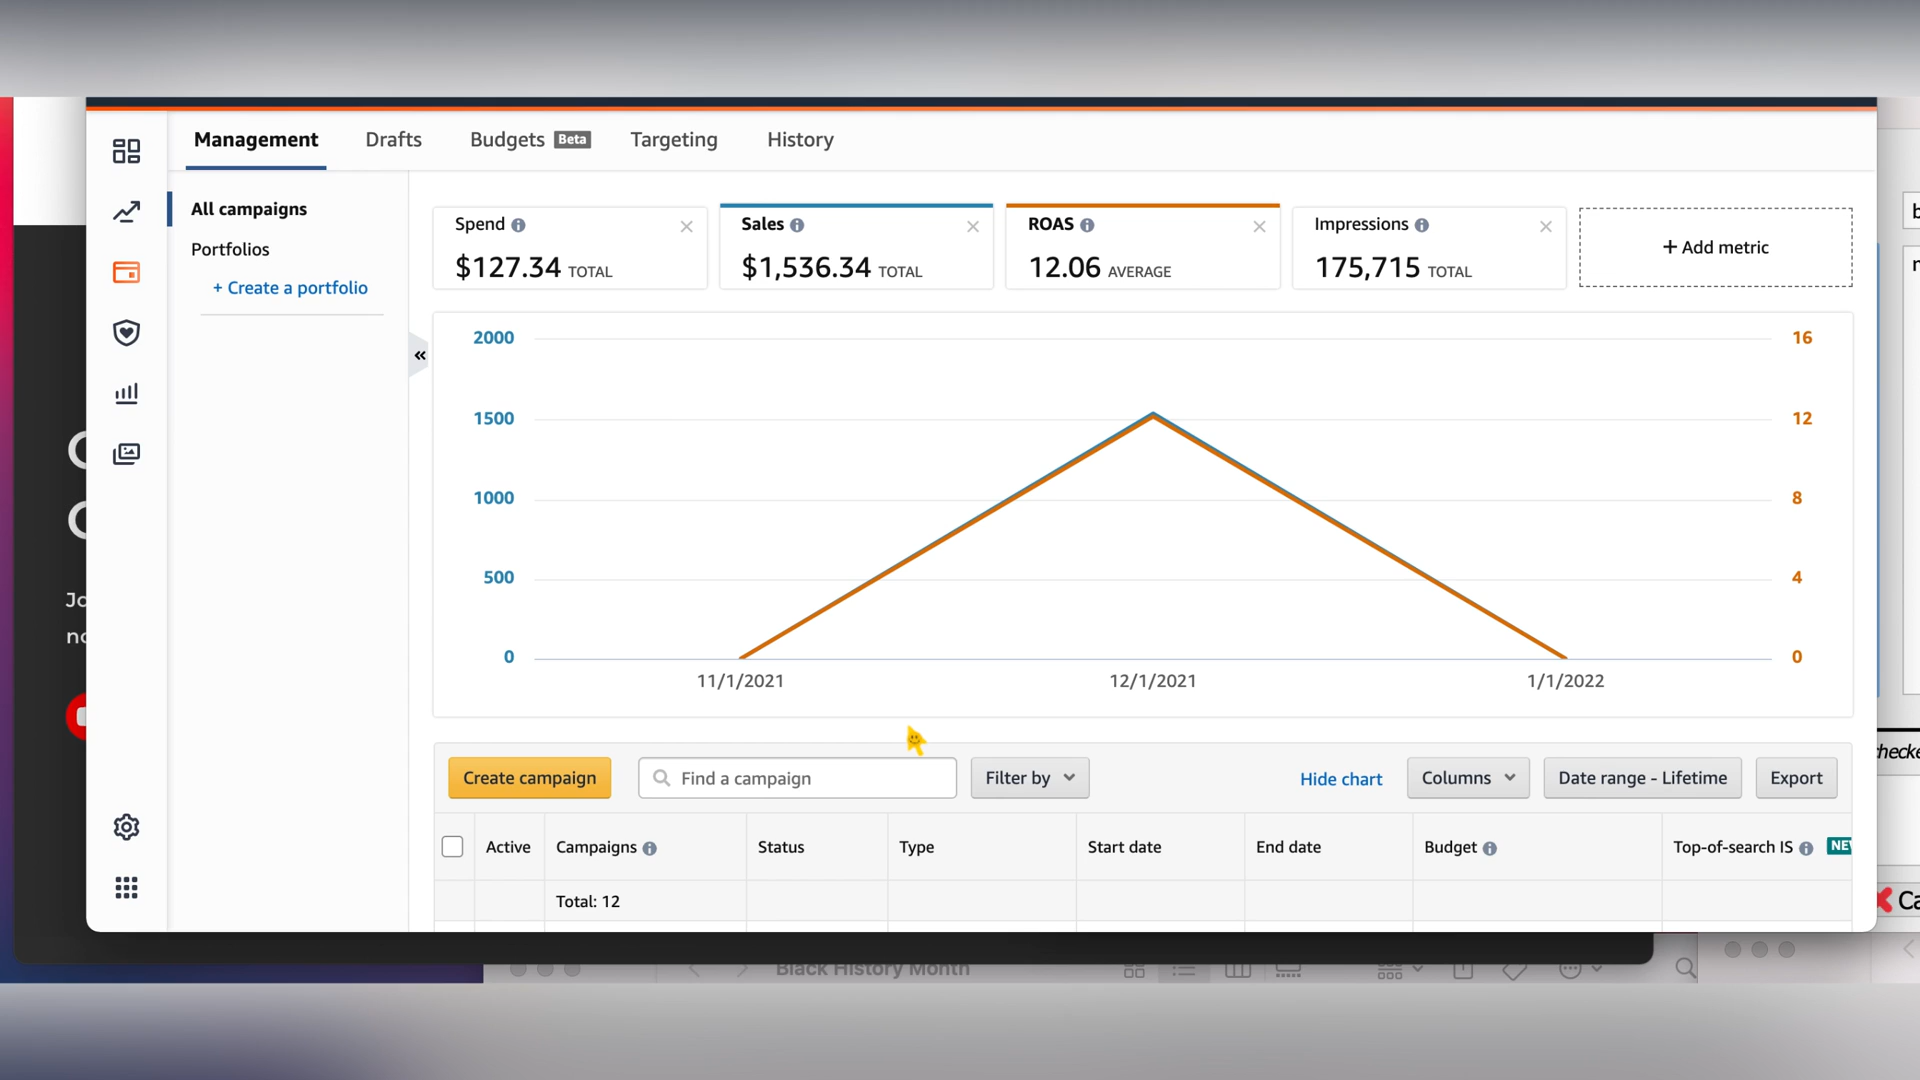 Management
Drafts
Budgets Beta
Targeting
History
All campaigns
Portfolios
+ Create a portfolio
Spend
$127.34 TOTAL
Sales
$1,536.34 TOTAL
ROAS
12.06 AVERAGE
Impressions
175,715 TOTAL
+ Add metric
«
2000
1500
1000
500
0
16
12
8
4
0
11/1/2021
12/1/2021
1/1/2022
Create campaign
Find a campaign
Filter by
Hide chart
Columns
Date range - Lifetime
Export
Active
Campaigns
Status
Type
Start date
End date
Budget
Top-of-search IS
Total: 12
Black History Month